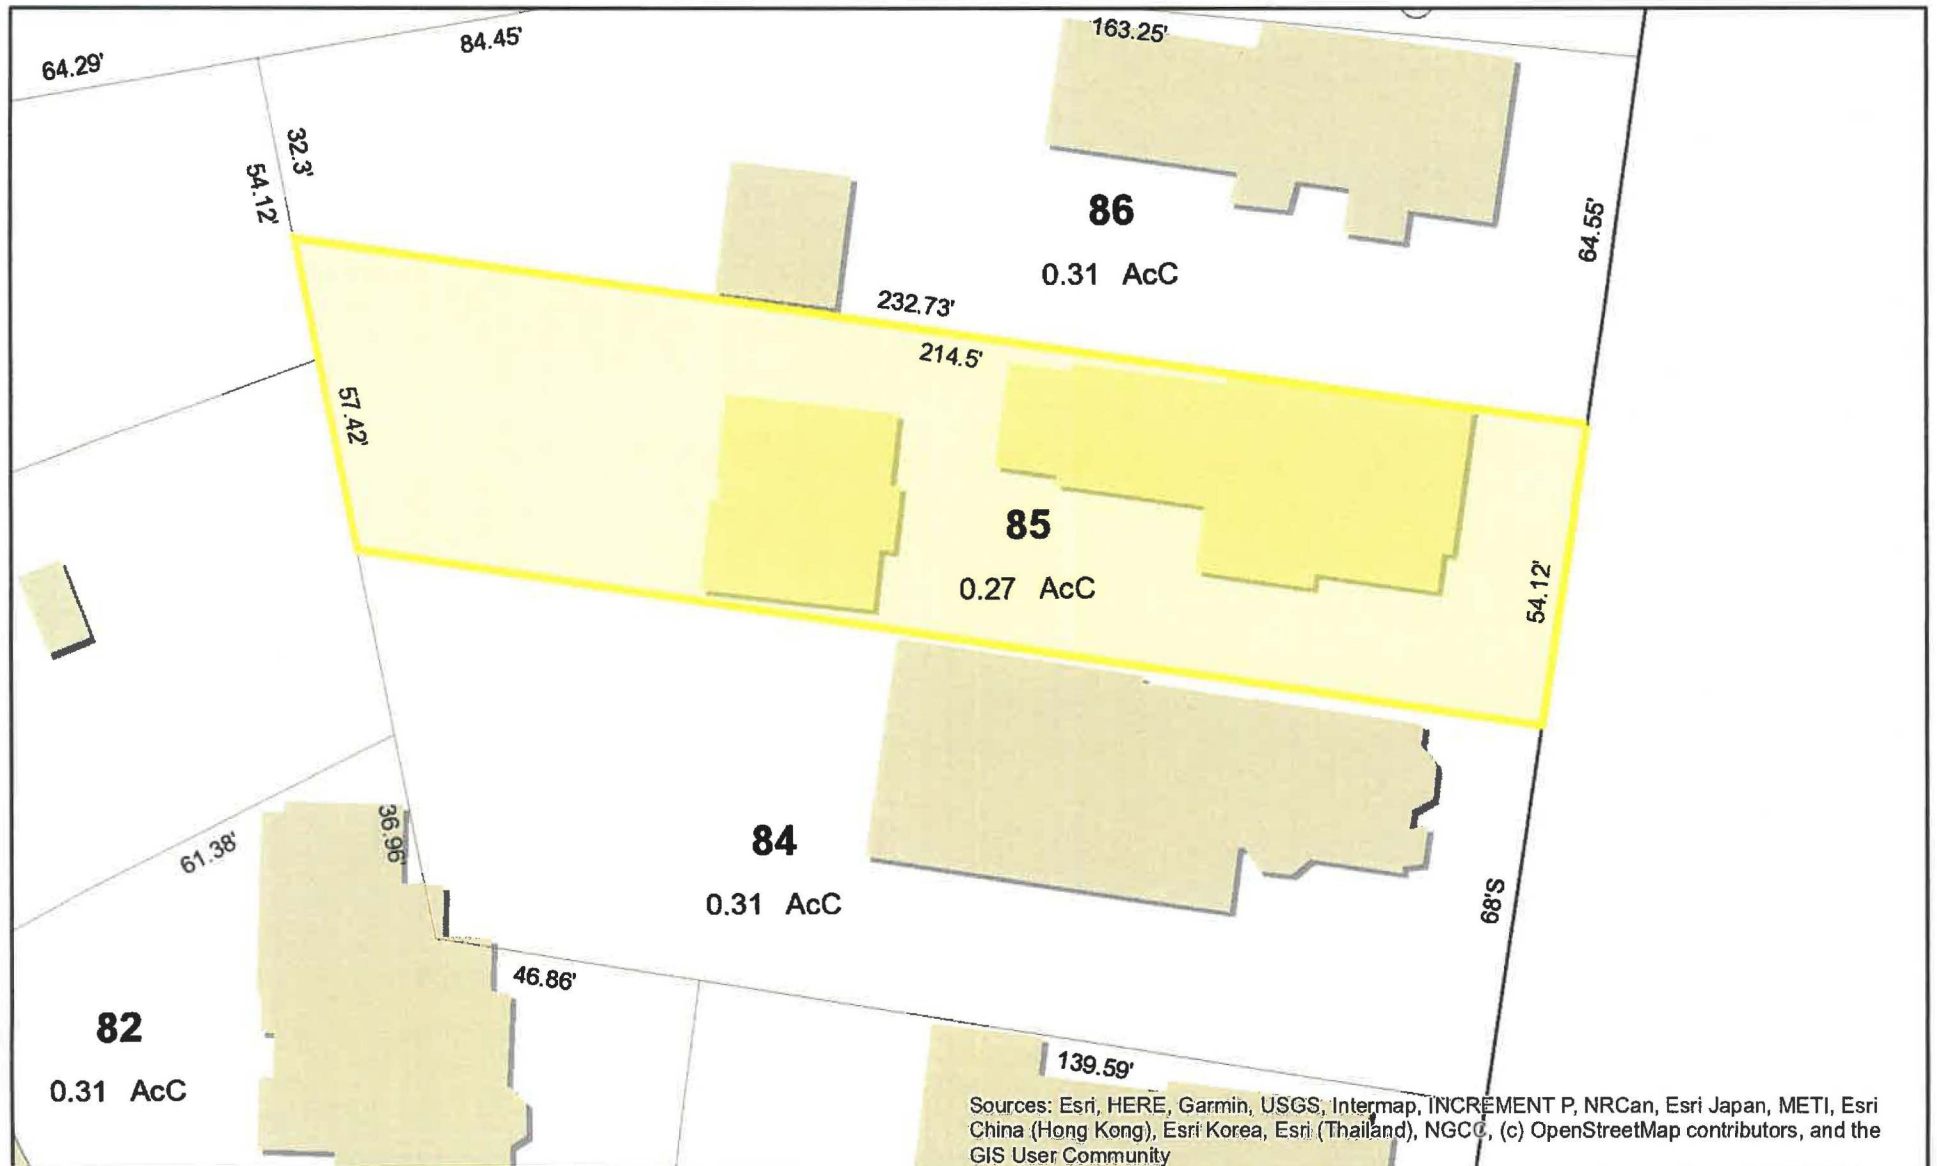 64.29'
84.45'
163.25'
32.3'
54.12'
86
0.31 AcC
64.55'
232.73'
214.5'
57.42'
85
0.27 AcC
54.12'
84
0.31 AcC
68'S
36.96'
61.38'
46.86'
82
0.31 AcC
139.59'
Sources: Esri, HERE, Garmin, USGS, Intermap, INCREMENT P, NRCan, Esri Japan, METI, Esri
China (Hong Kong), Esri Korea, Esri (Thailand), NGCC, (c) OpenStreetMap contributors, and the
GIS User Community